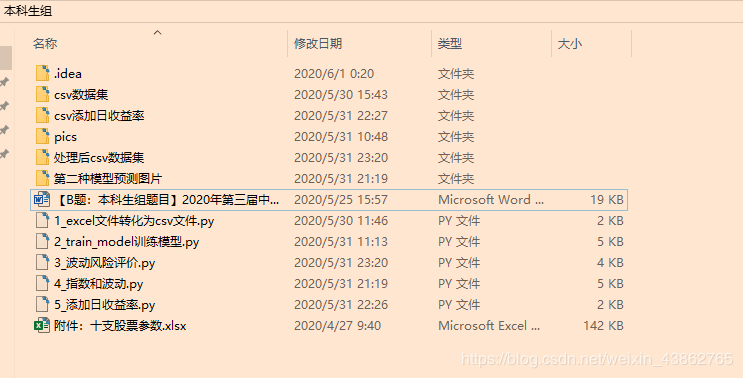 本科生组
名称 修改日期 类型 大小
.idea 2020/6/1 0:20 文件夹
csv数据集 2020/5/30 15:43 文件夹
csv添加日收益率 2020/5/31 22:27 文件夹
pics 2020/5/31 10:48 文件夹
处理后csv数据集 2020/5/31 23:20 文件夹
第二种模型预测图片 2020/5/31 21:19 文件夹
【B题：本科生组题目】2020年第三届中... 2020/5/25 15:57 Microsoft Word ... 19 KB
1_excel文件转化为csv文件.py 2020/5/30 11:46 PY 文件 2 KB
2_train_model训练模型.py 2020/5/31 11:13 PY 文件 5 KB
3_波动风险评价.py 2020/5/31 23:20 PY 文件 4 KB
4_指数和波动.py 2020/5/31 21:19 PY 文件 5 KB
5_添加日收益率.py 2020/5/31 22:26 PY 文件 2 KB
附件：十支股票参数.xlsx 2020/4/27 9:40 Microsoft Excel ... 142 KB
https://blog.csdn.net/weixin_43862765